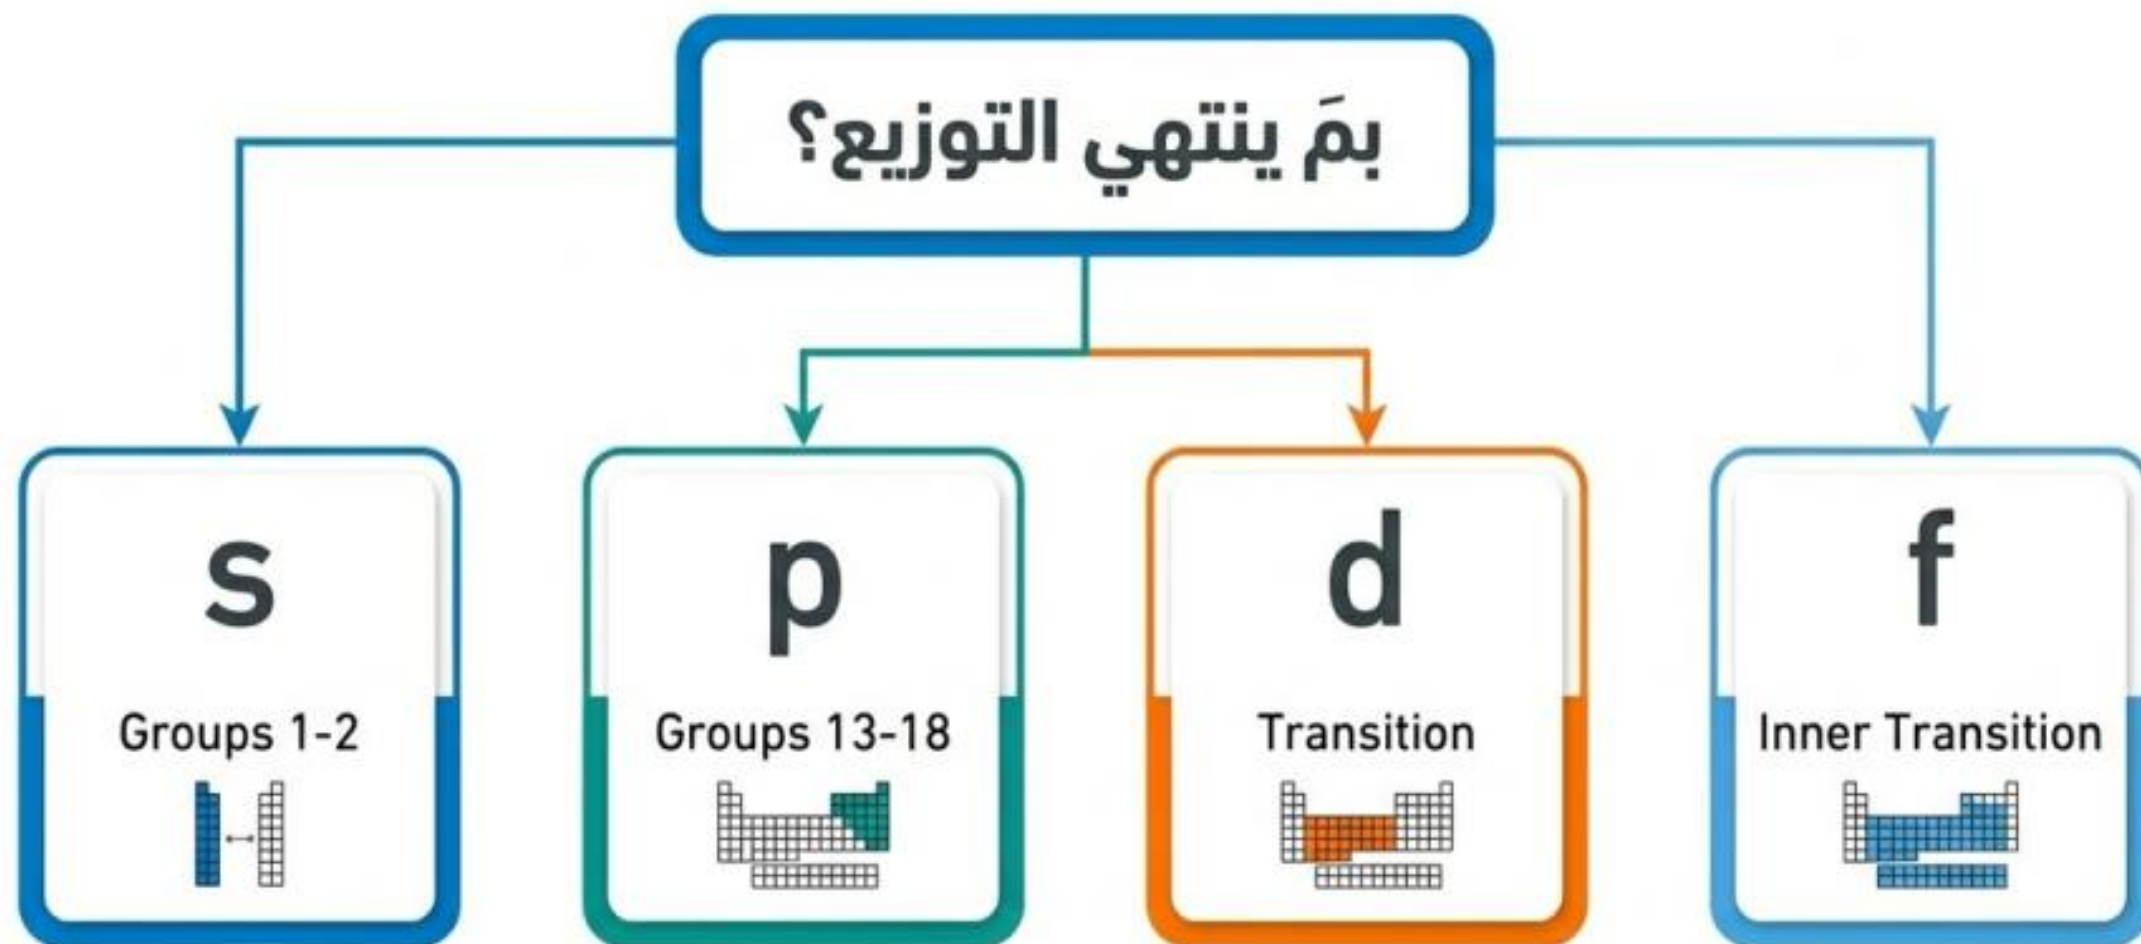 بمَ ينتهي التوزيع؟
s
Groups 1-2
p
Groups 13-18
d
Transition
f
Inner Transition